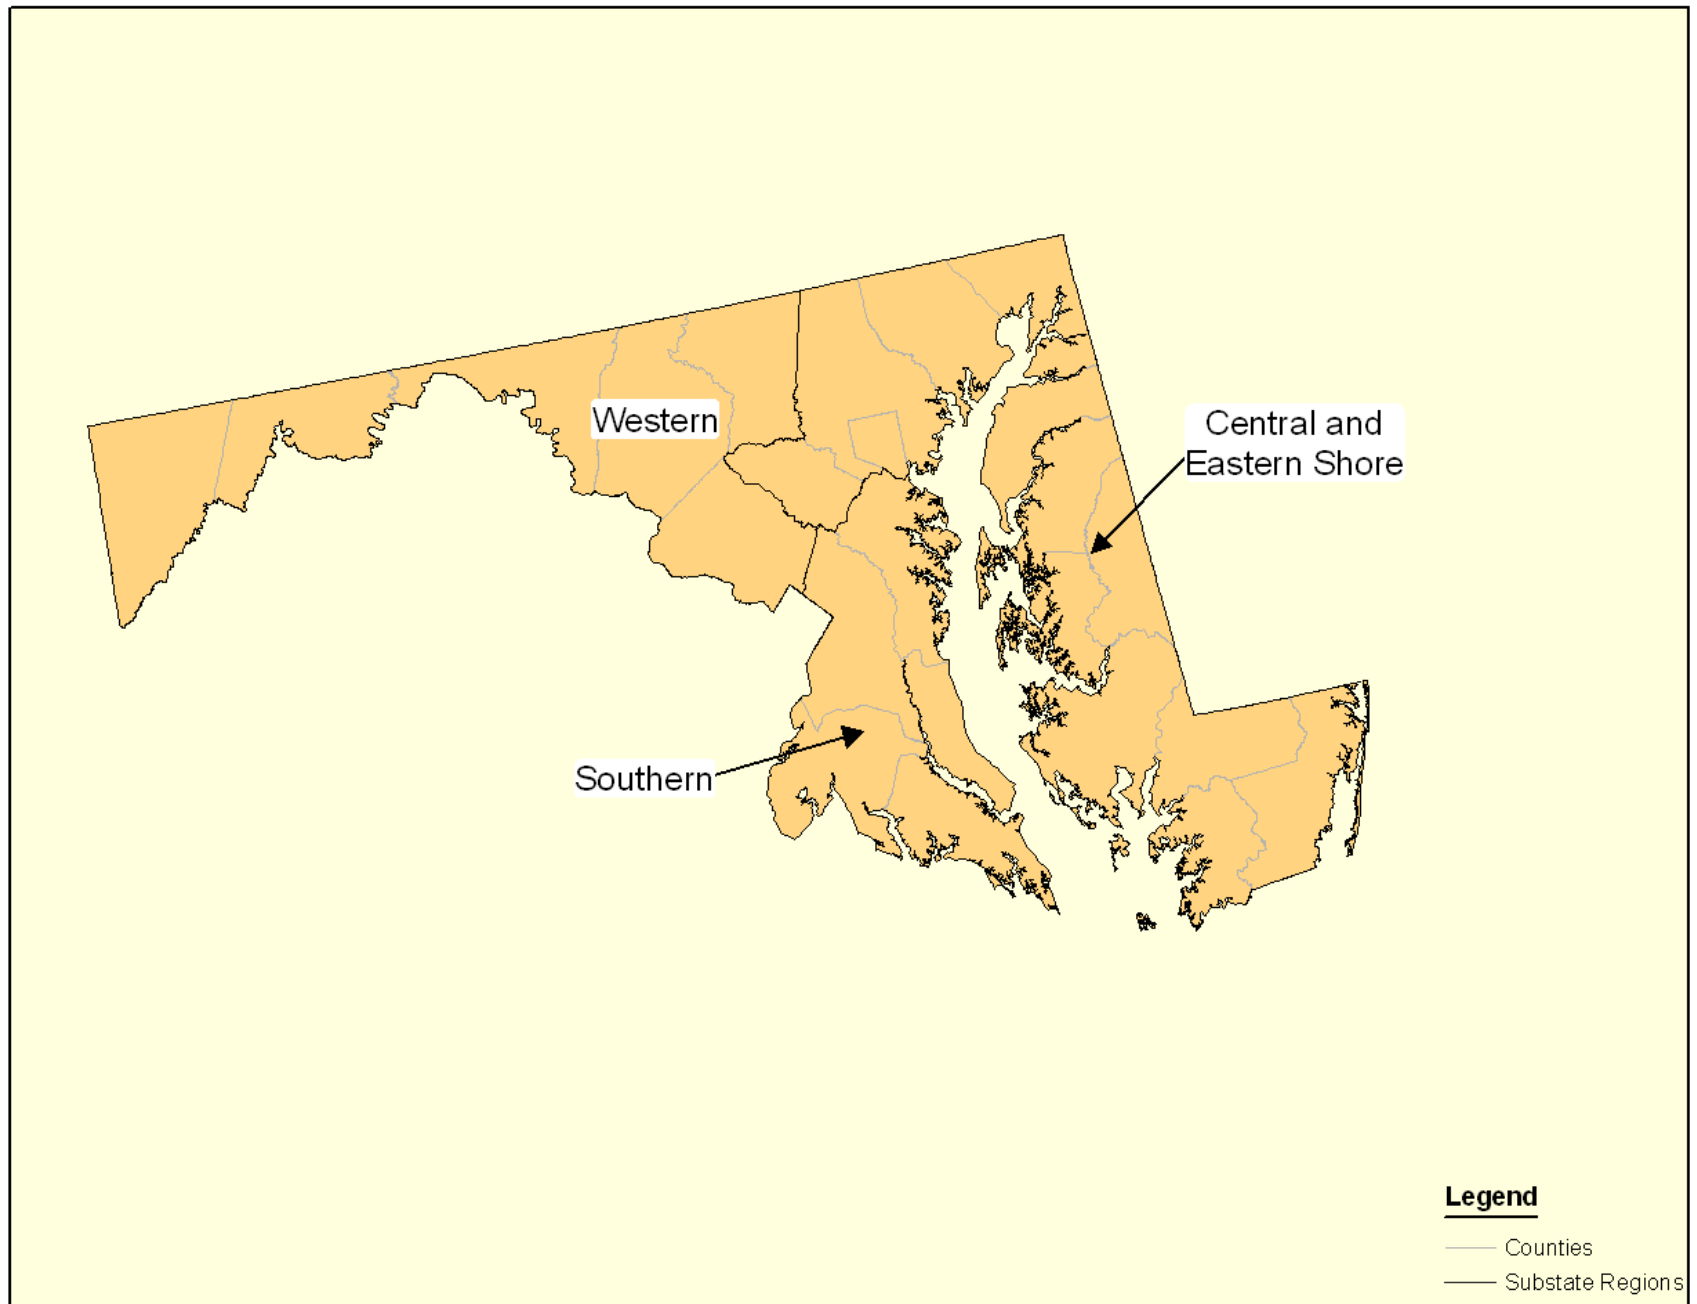 Western
Central and
Eastern Shore
Southern
Legend
Counties
Substate Regions